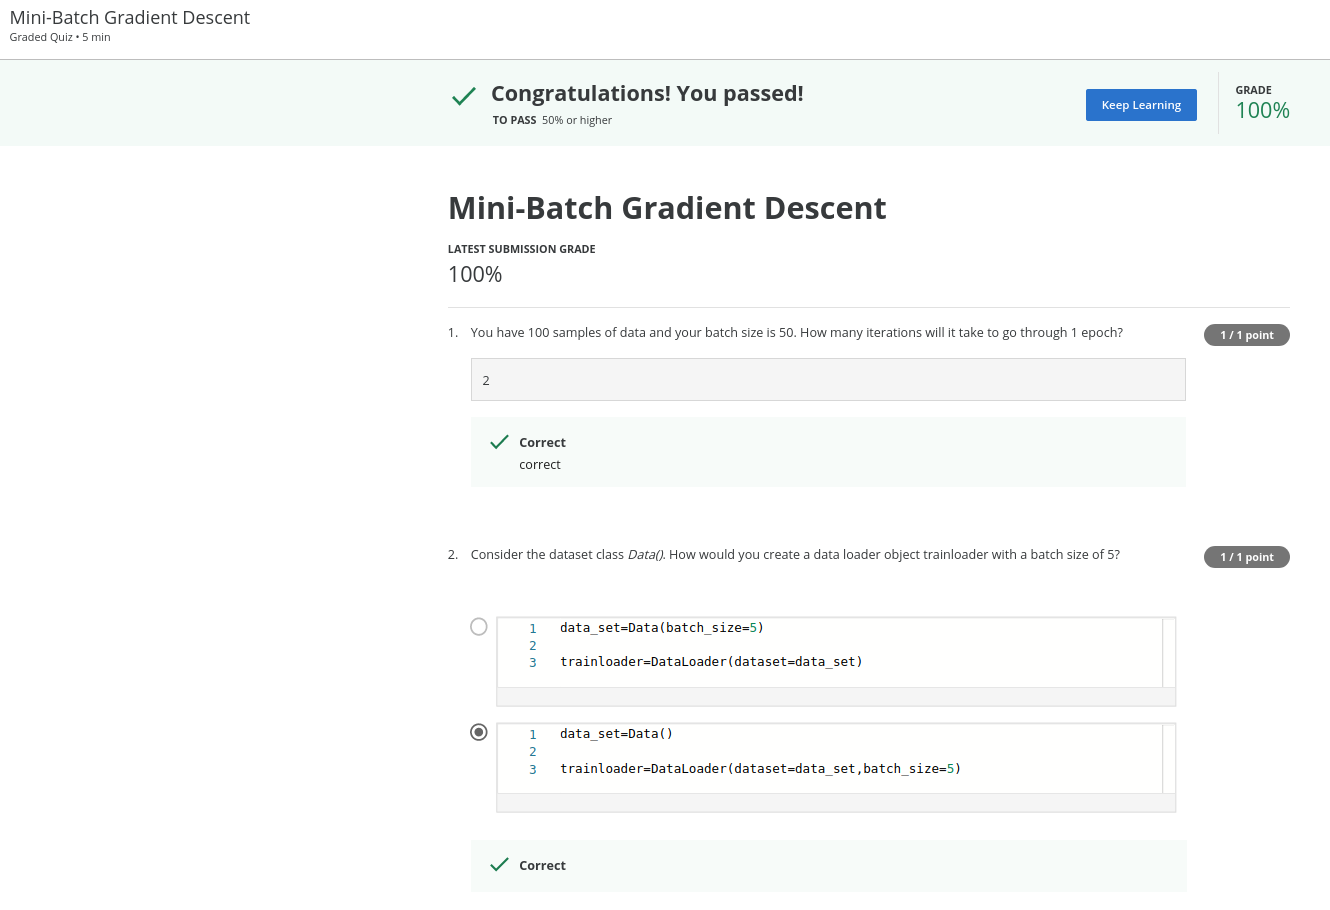 Mini-Batch Gradient Descent
Graded Quiz • 5 min
Congratulations! You passed!
TO PASS 50% or higher
Keep Learning
GRADE
100%
Mini-Batch Gradient Descent
LATEST SUBMISSION GRADE
100%
1. You have 100 samples of data and your batch size is 50. How many iterations will it take to go through 1 epoch?
1 / 1 point
2
Correct
correct
2. Consider the dataset class Data(). How would you create a data loader object trainloader with a batch size of 5?
1 / 1 point
1 data_set=Data(batch_size=5)
2
3 trainloader=DataLoader(dataset=data_set)
1 data_set=Data()
2
3 trainloader=DataLoader(dataset=data_set,batch_size=5)
Correct